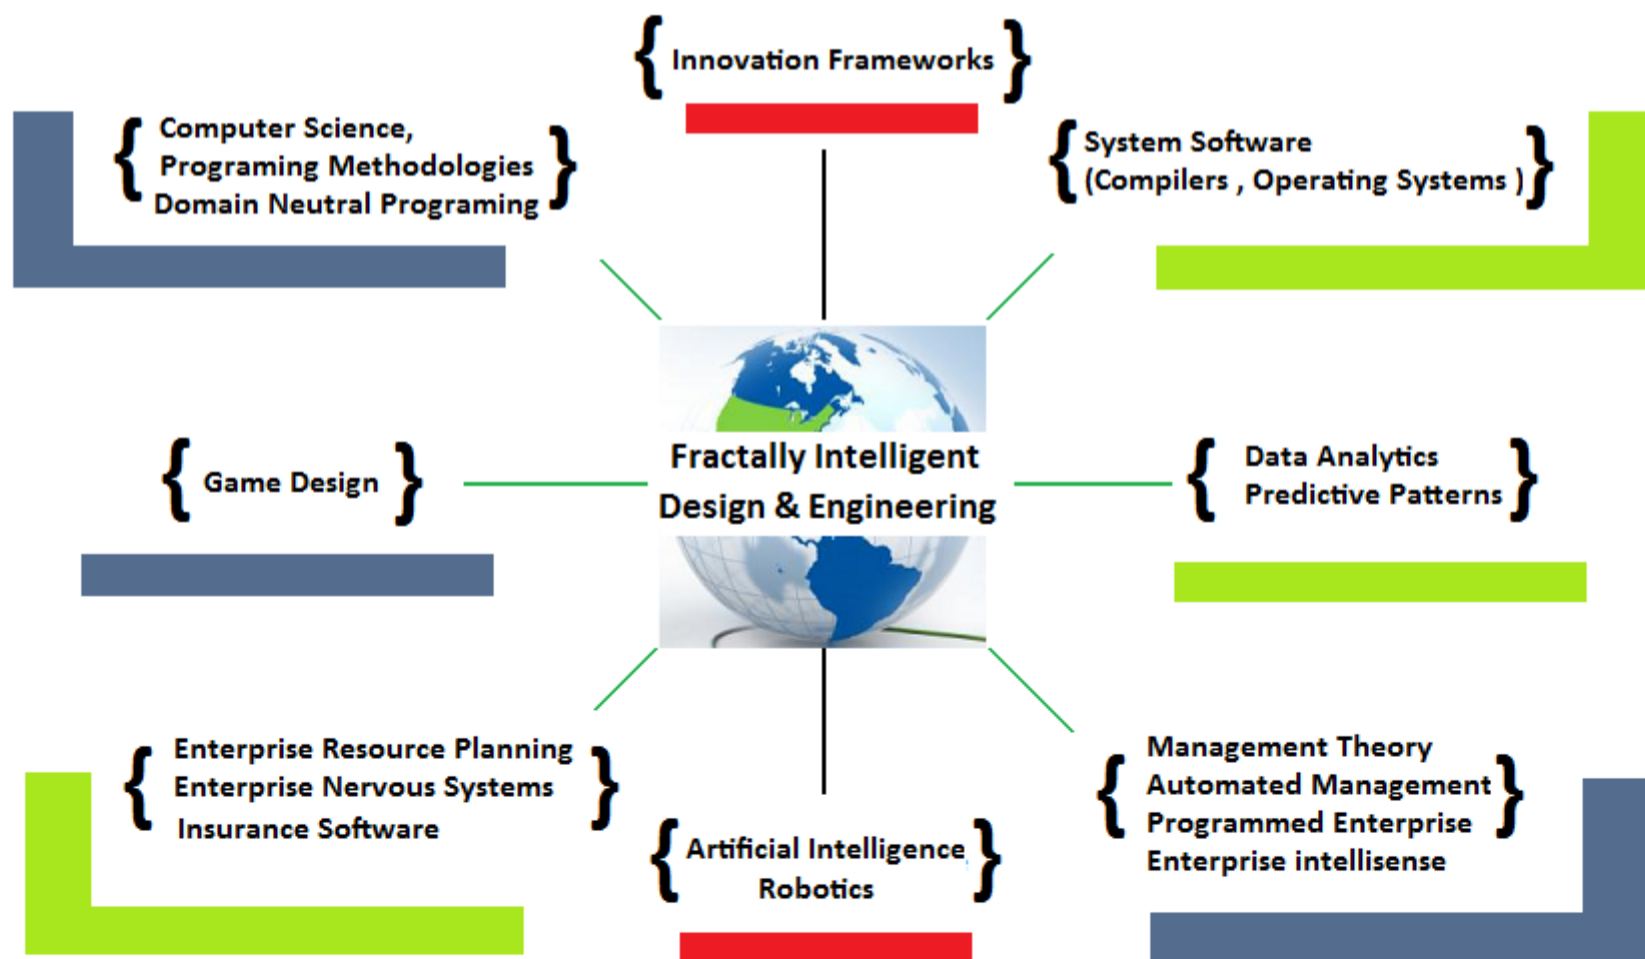 { Innovation Frameworks }
{ Computer Science,
Programing Methodologies
Domain Neutral Programing }
{ System Software
(Compilers , Operating Systems ) }
{ Game Design }
Fractally Intelligent
Design & Engineering
{ Data Analytics
Predictive Patterns }
{ Enterprise Resource Planning
Enterprise Nervous Systems
Insurance Software }
{ Artificial Intelligence
Robotics }
{ Management Theory
Automated Management
Programmed Enterprise
Enterprise intellisense }